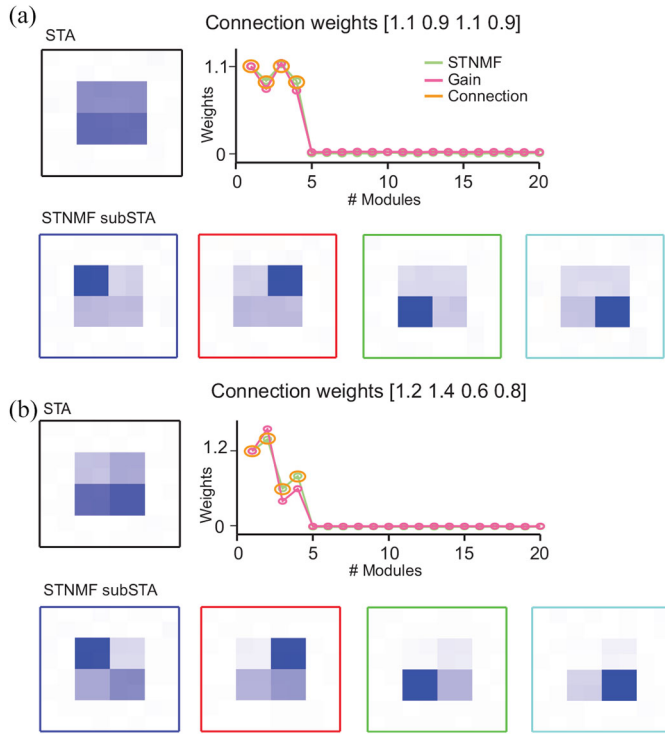 (a)
STA
Connection weights [1.1 0.9 1.1 0.9]
1.1
0
Weights
STNMF
Gain
Connection
0 5 10 15 20
# Modules
STNMF subSTA
(b)
STA
Connection weights [1.2 1.4 0.6 0.8]
1.2
0
Weights
0 5 10 15 20
# Modules
STNMF subSTA